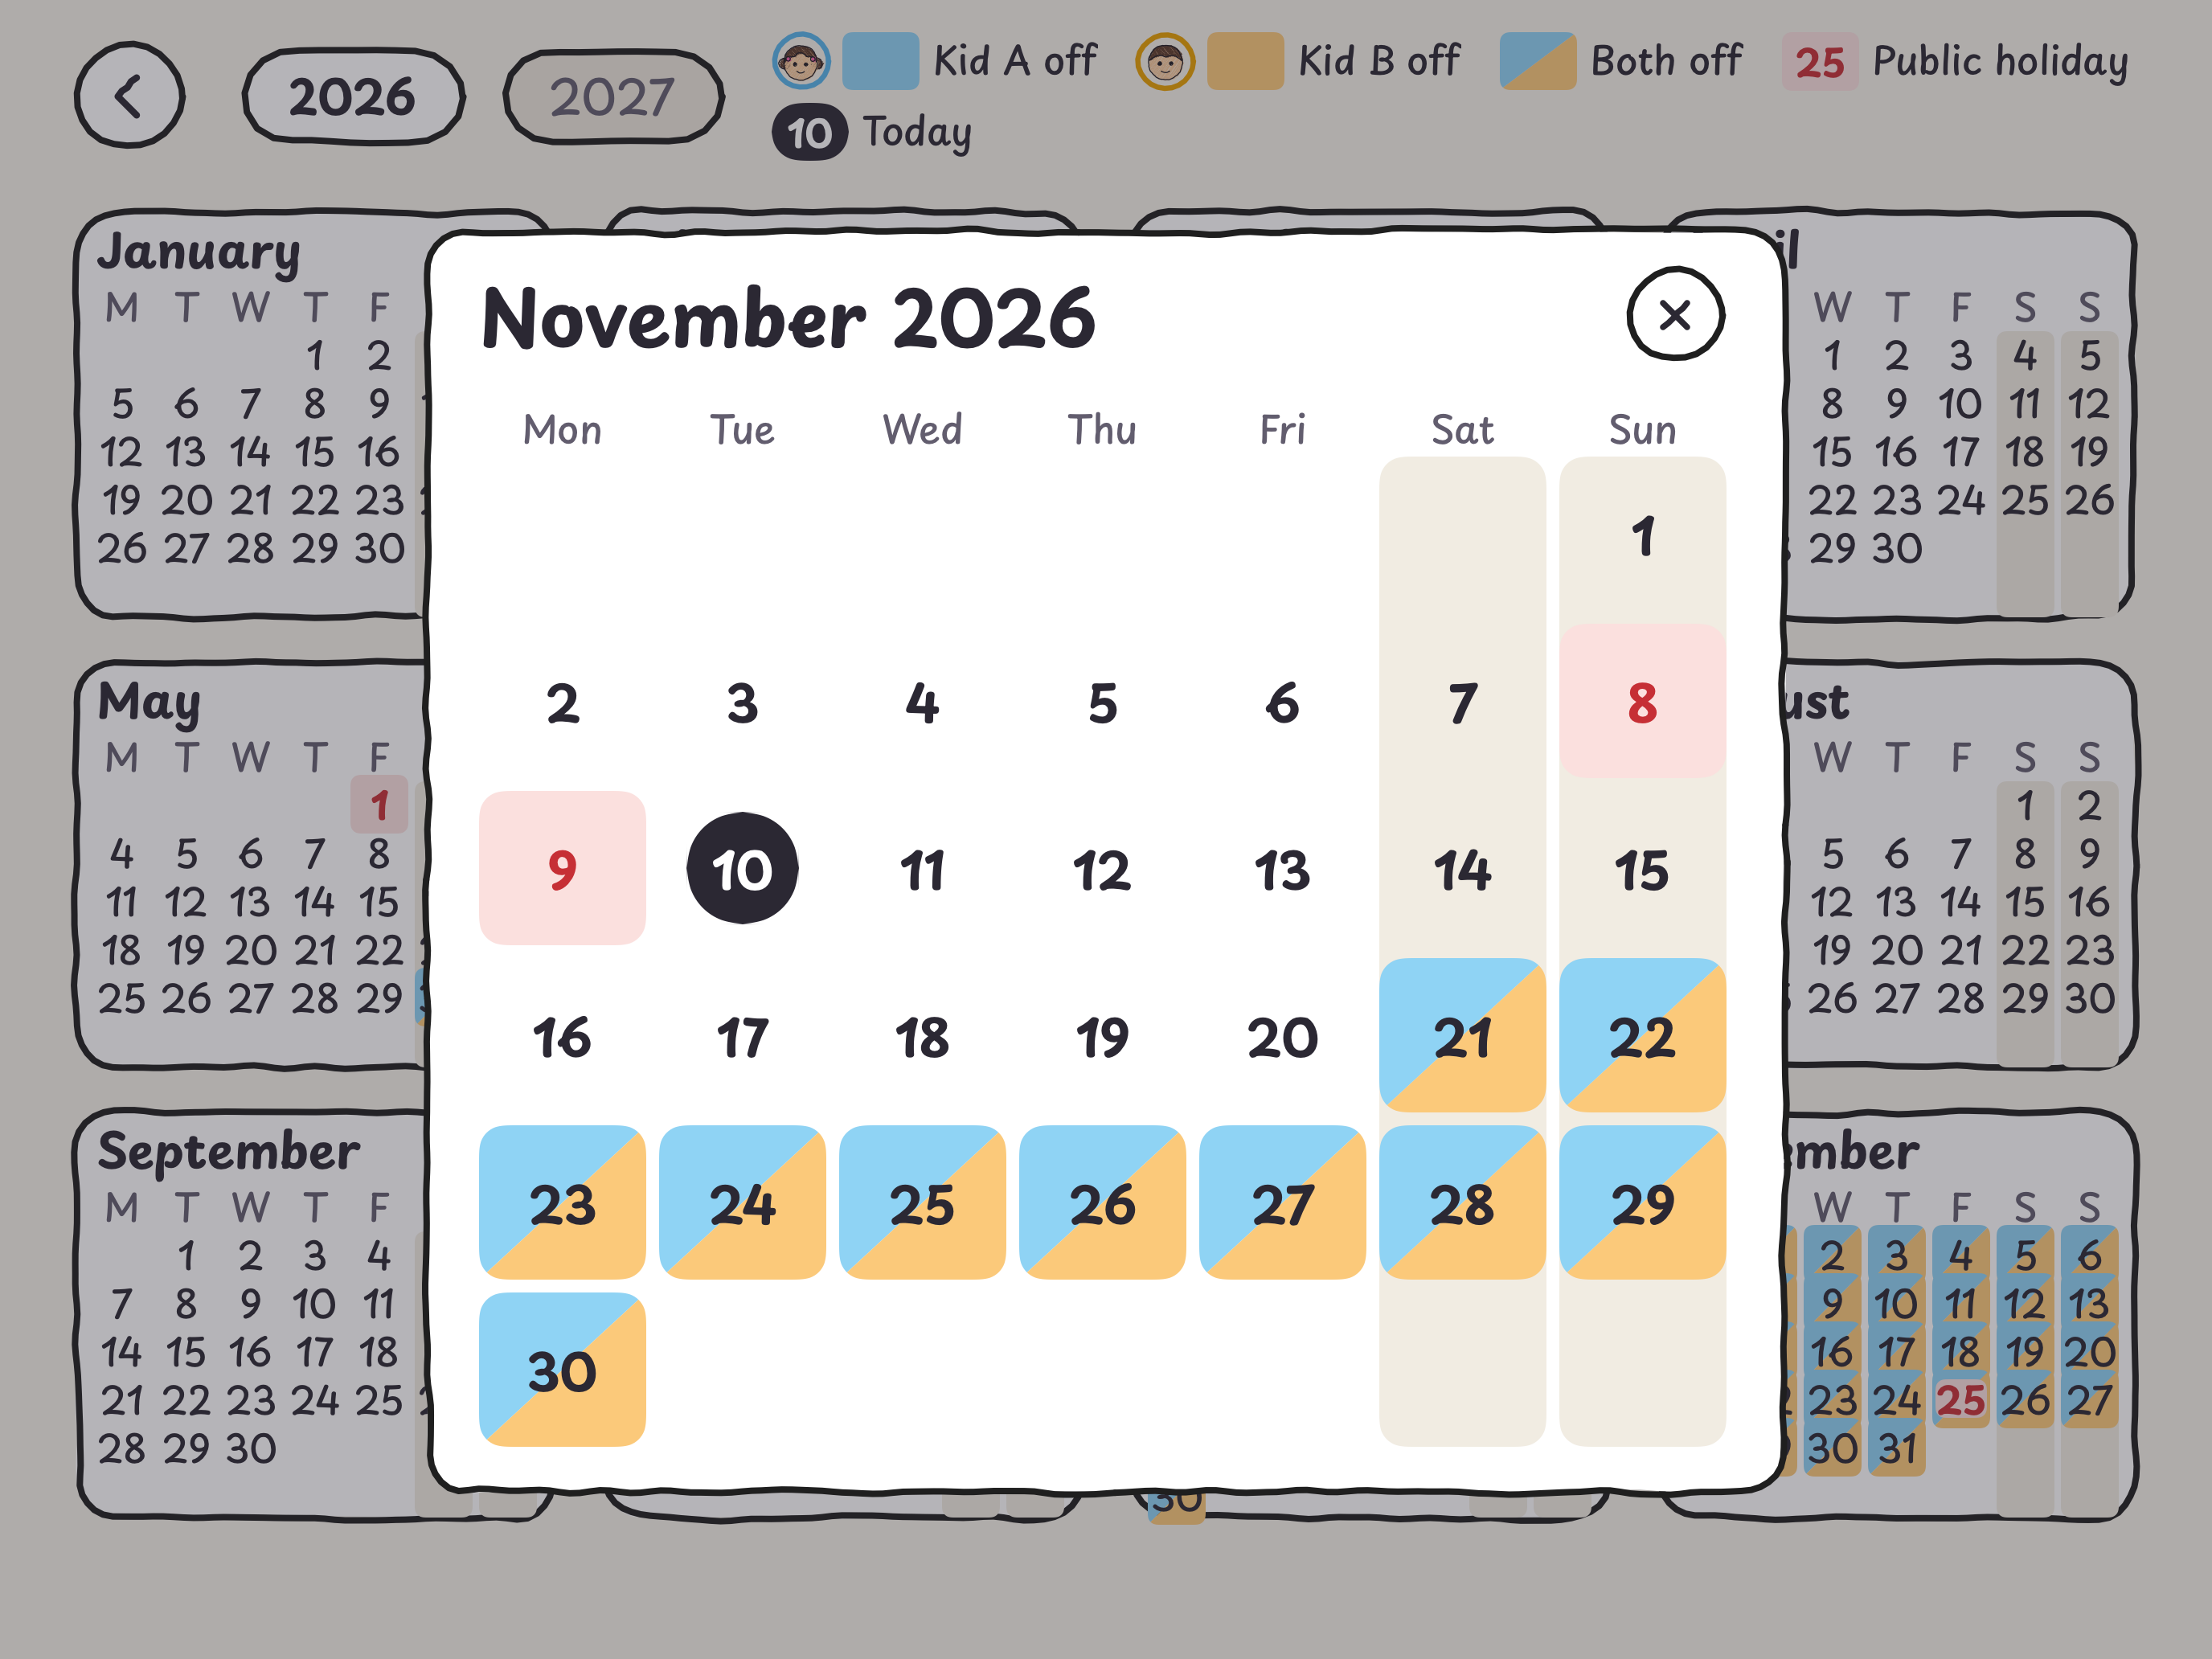 2026 2027 Kid A off Kid B off Both off 25 Public holiday
10 Today
January
M T W T F
1 2
5 6 7 8 9
12 13 14 15 16
19 20 21 22 23
26 27 28 29 30
May
M T W T F
1
4 5 6 7 8
11 12 13 14 15
18 19 20 21 22
25 26 27 28 29
September
M T W T F
1 2 3 4
7 8 9 10 11
14 15 16 17 18
21 22 23 24 25
28 29 30
November 2026
Mon Tue Wed Thu Fri Sat Sun
1
2 3 4 5 6 7 8
9 10 11 12 13 14 15
16 17 18 19 20 21 22
23 24 25 26 27 28 29
30
30
il
W T F S S
1 2 3 4 5
8 9 10 11 12
15 16 17 18 19
22 23 24 25 26
29 30
ust
W T F S S
1 2
5 6 7 8 9
12 13 14 15 16
19 20 21 22 23
26 27 28 29 30
mber
W T F S S
2 3 4 5 6
9 10 11 12 13
16 17 18 19 20
23 24 25 26 27
30 31